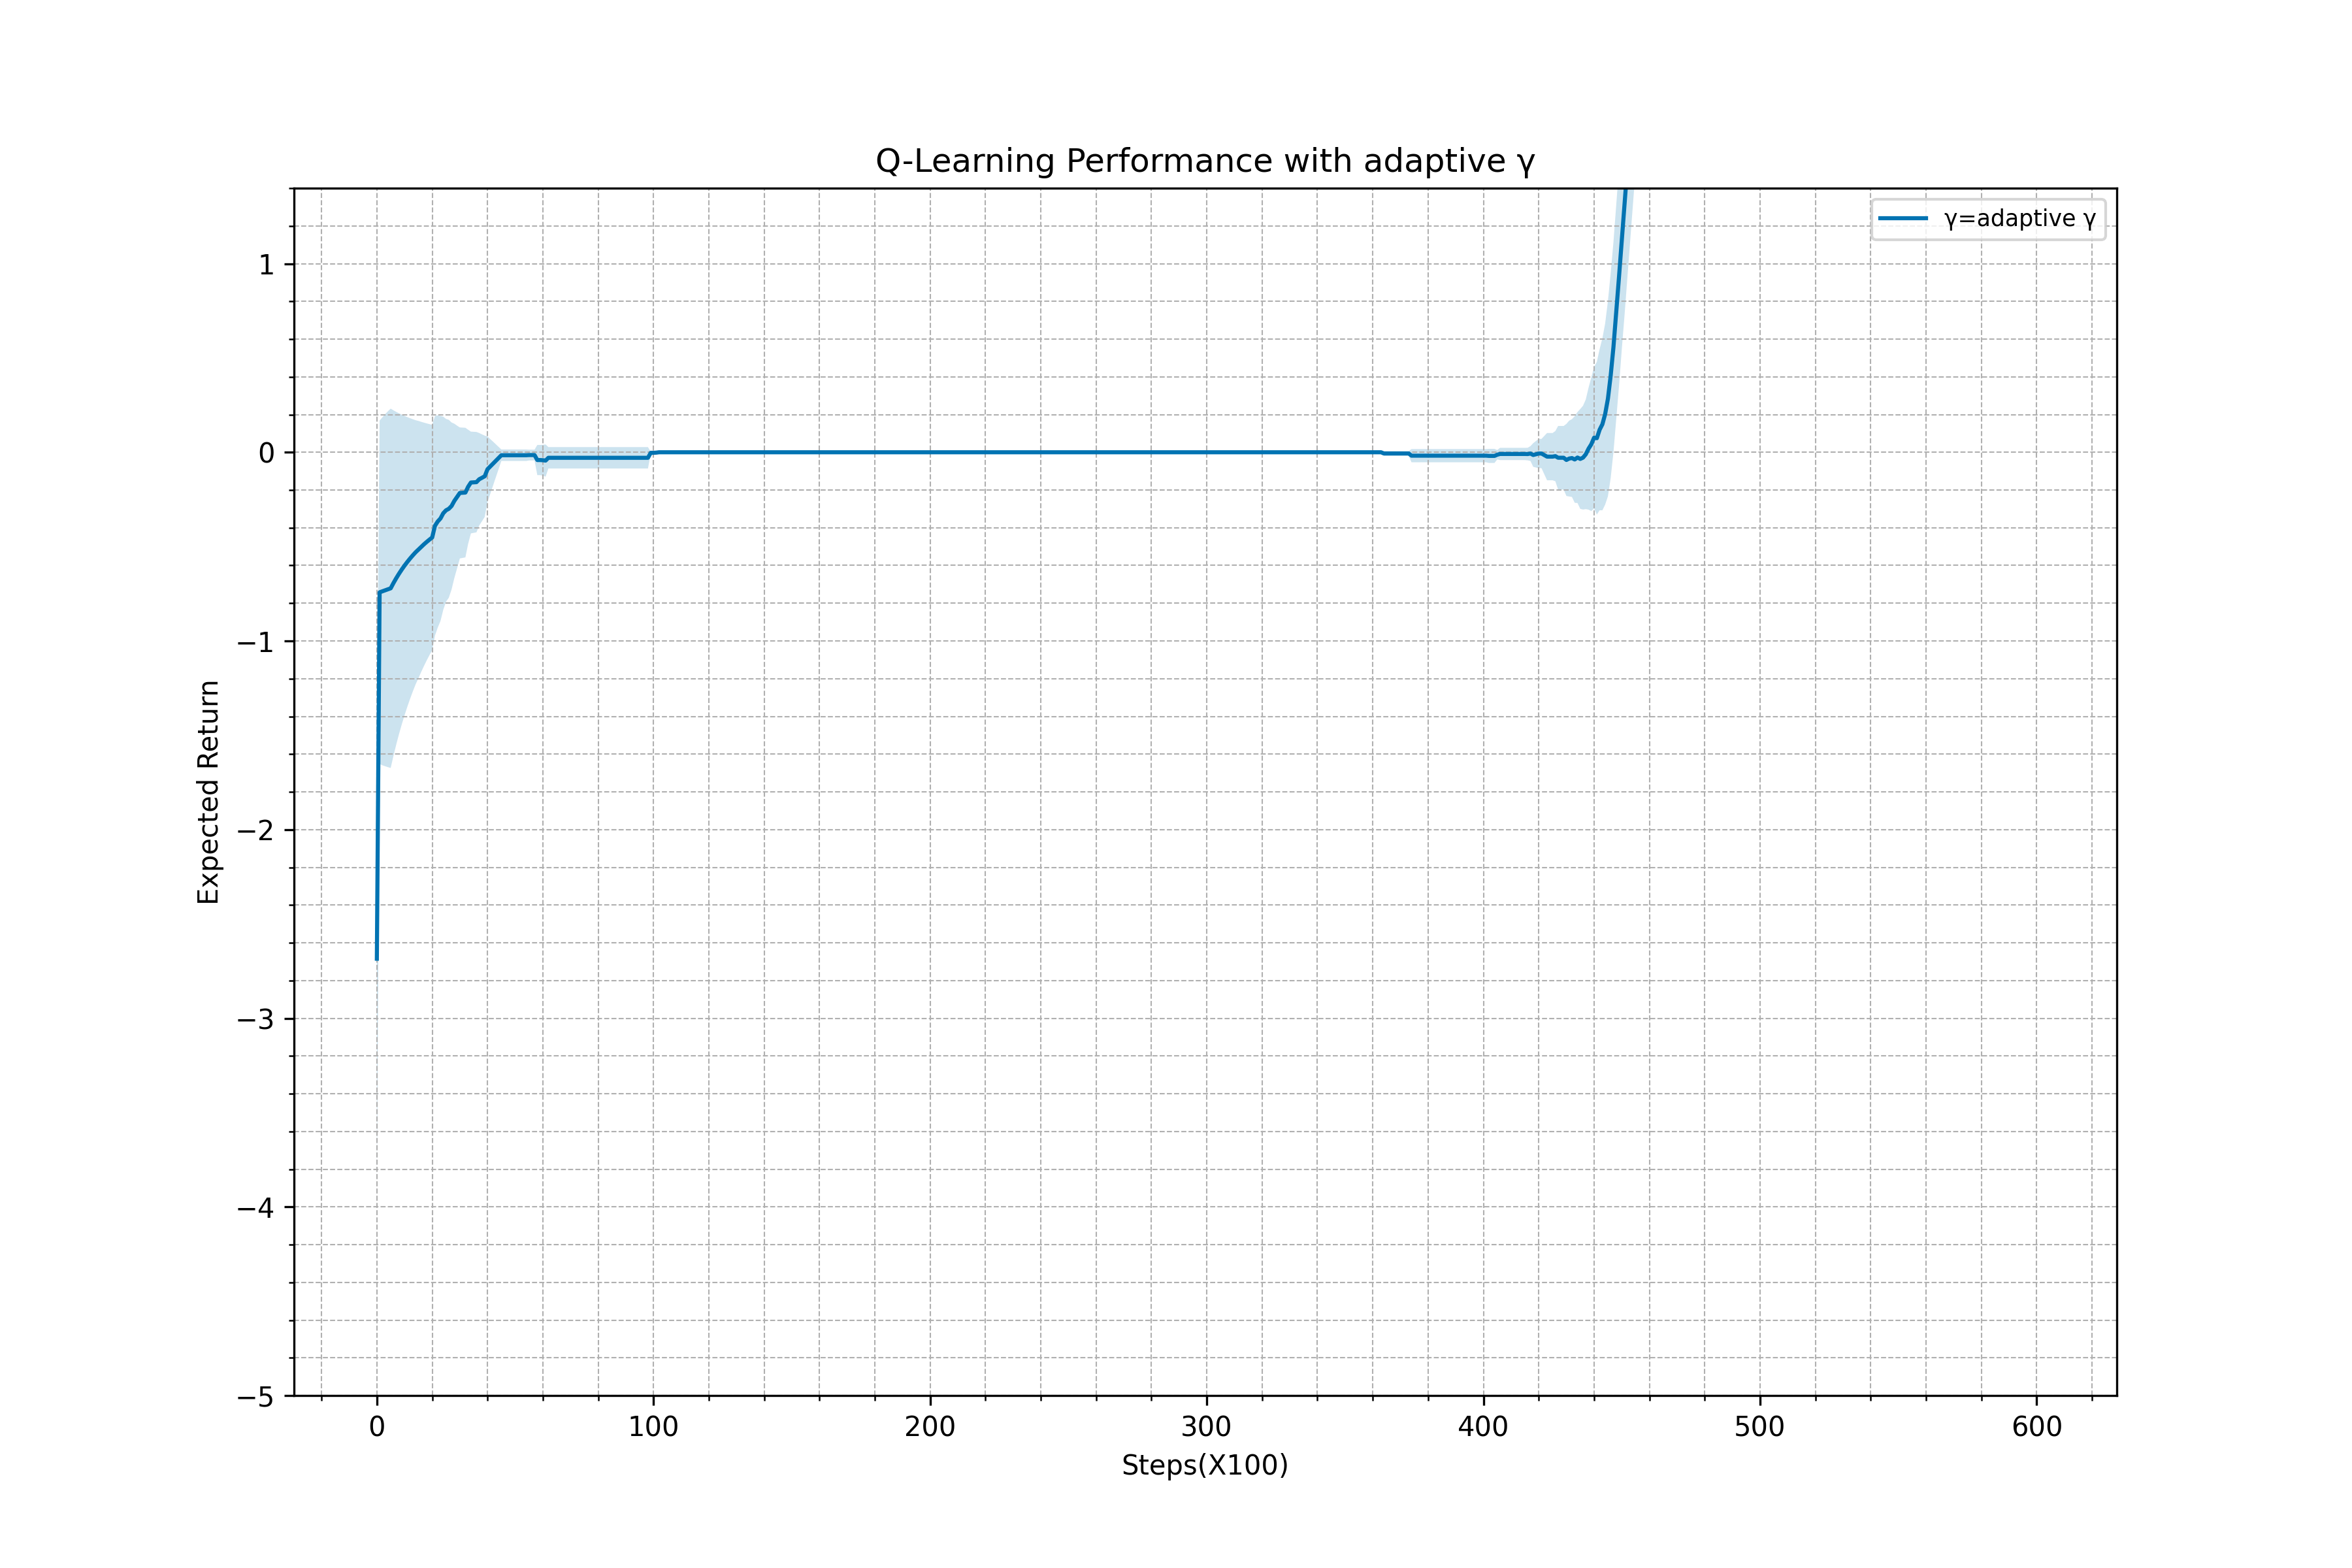 Q-Learning Performance with adaptive γ
γ=adaptive γ
1
0
−1
−2
−3
−4
−5
Expected Return
0 100 200 300 400 500 600
Steps(X100)